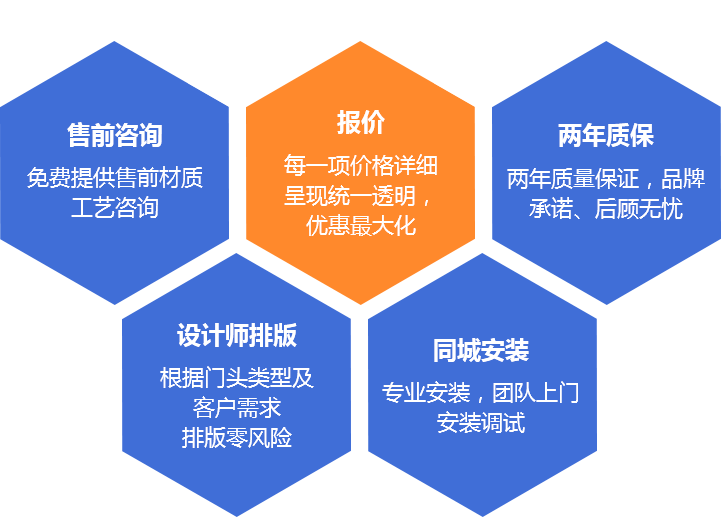 售前咨询
免费提供售前材质
工艺咨询
报价
每一项价格详细
呈现统一透明，
优惠最大化
两年质保
两年质量保证，品牌
承诺、后顾无忧
设计师排版
根据门头类型及
客户需求
排版零风险
同城安装
专业安装，团队上门
安装调试